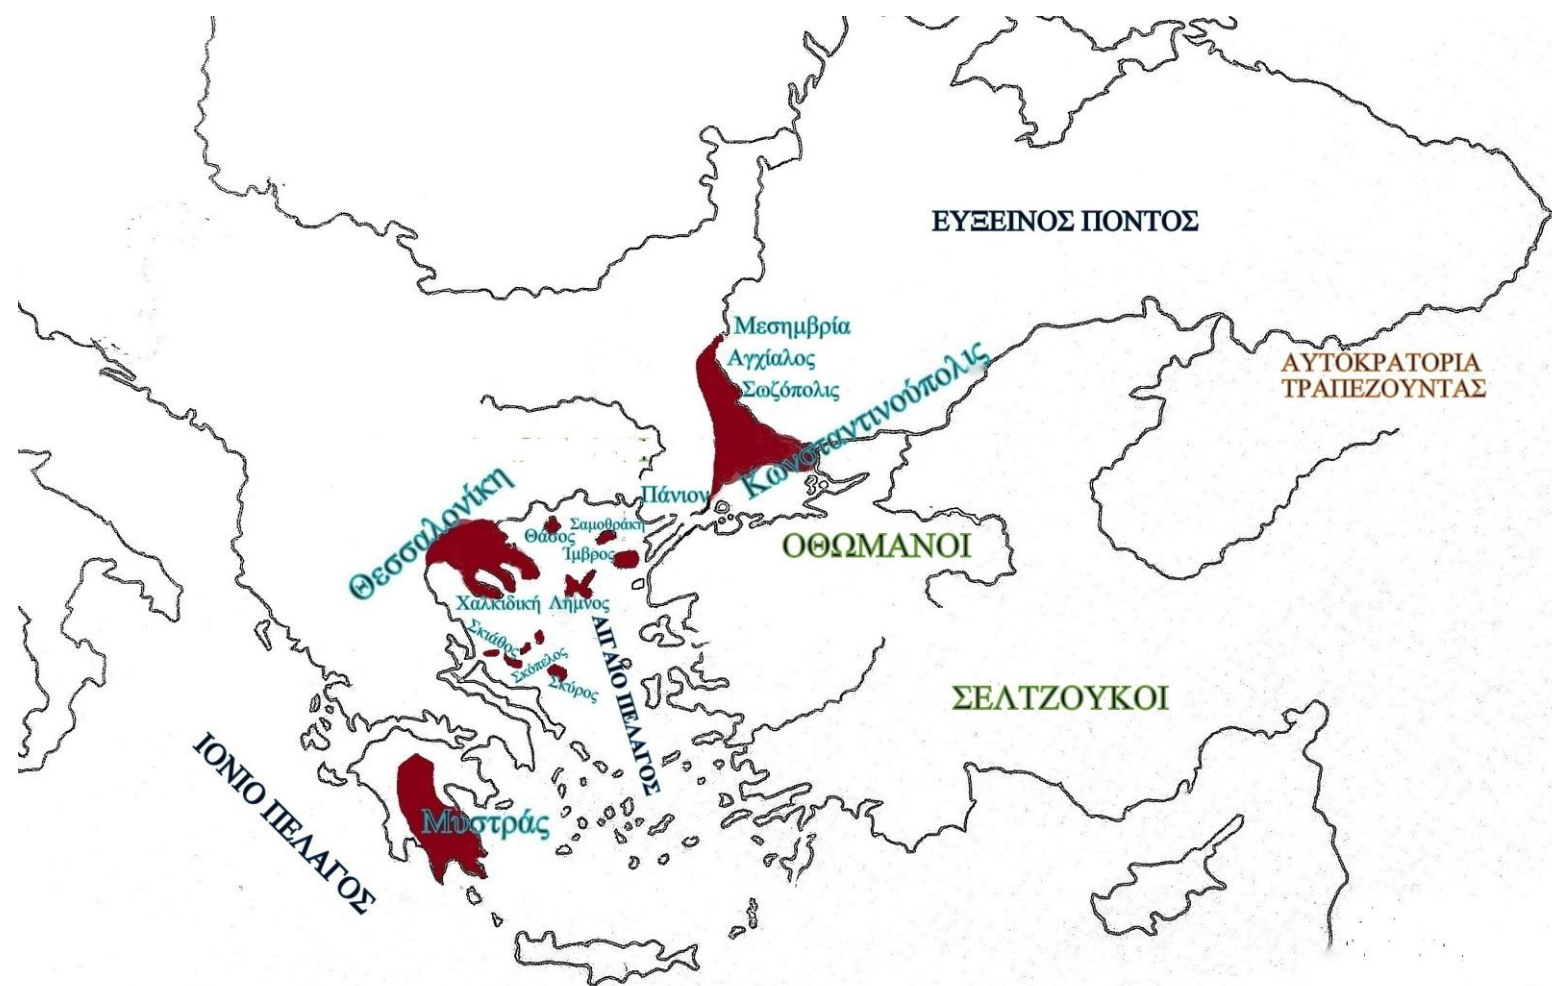 ΕΥΞΕΙΝΟΣ ΠΟΝΤΟΣ
Μεσημβρία
Αγχίαλος
Σωζόπολις
Κωνσταντινούπολις
ΑΥΤΟΚΡΑΤΟΡΙΑ
ΤΡΑΠΕΖΟΥΝΤΑΣ
Θεσσαλονίκη
Πάνιον
Θάσος
Σαμοθράκη
Ίμβρος
ΟΘΩΜΑΝΟΙ
Χαλκιδική
Λήμνος
Σκιάθος
Σκόπελος
Σκύρος
ΑΙΓΑΙΟ ΠΕΛΑΓΟΣ
ΣΕΛΤΖΟΥΚΟΙ
ΙΟΝΙΟ ΠΕΛΑΓΟΣ
Μυστράς